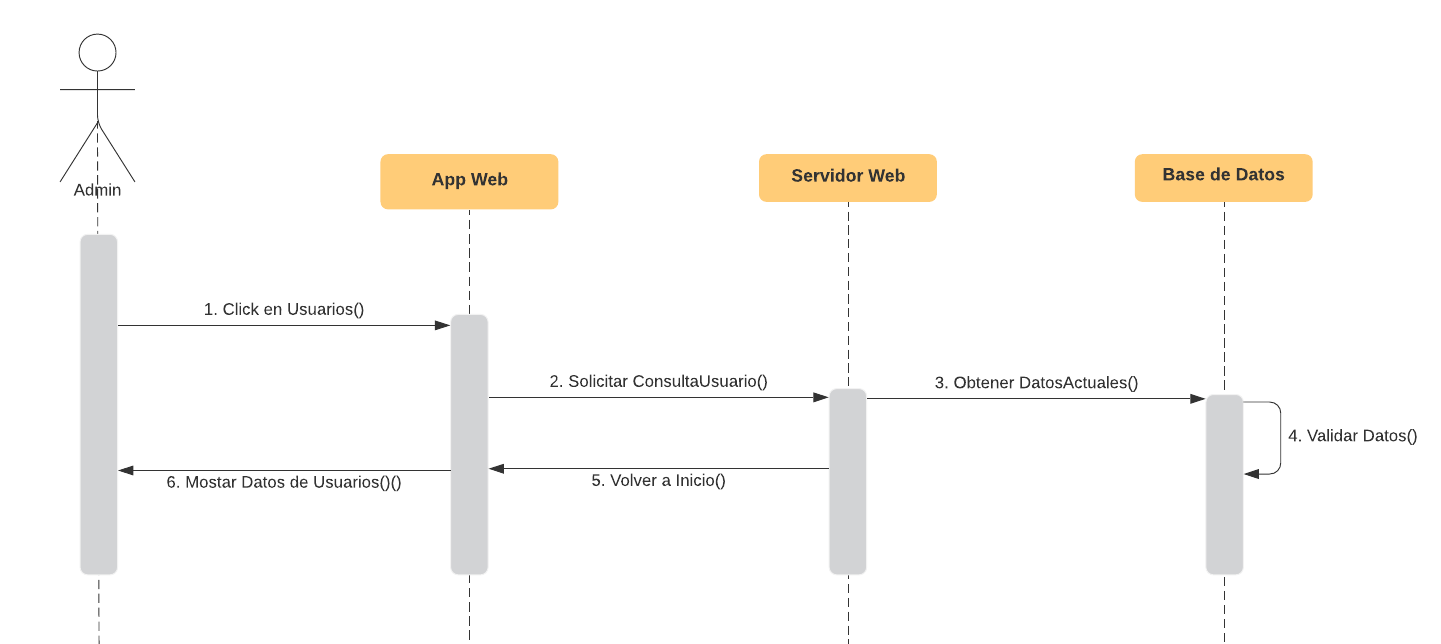 Admin
App Web
Servidor Web
Base de Datos
1. Click en Usuarios()
2. Solicitar ConsultaUsuario()
3. Obtener DatosActuales()
4. Validar Datos()
5. Volver a Inicio()
6. Mostar Datos de Usuarios()()